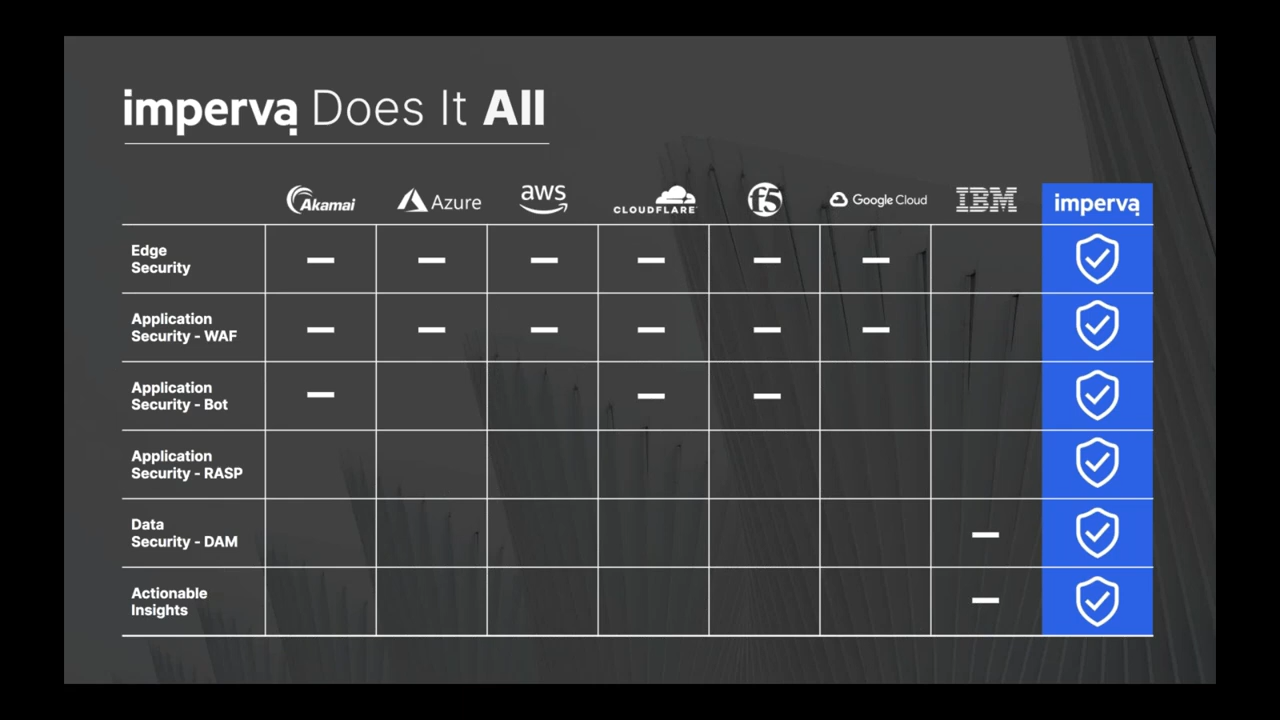 imperva Does It All
Akamai Azure aws CLOUDFLARE f5 Google Cloud IBM imperva
Edge
Security
Application
Security - WAF
Application
Security - Bot
Application
Security - RASP
Data
Security - DAM
Actionable
Insights